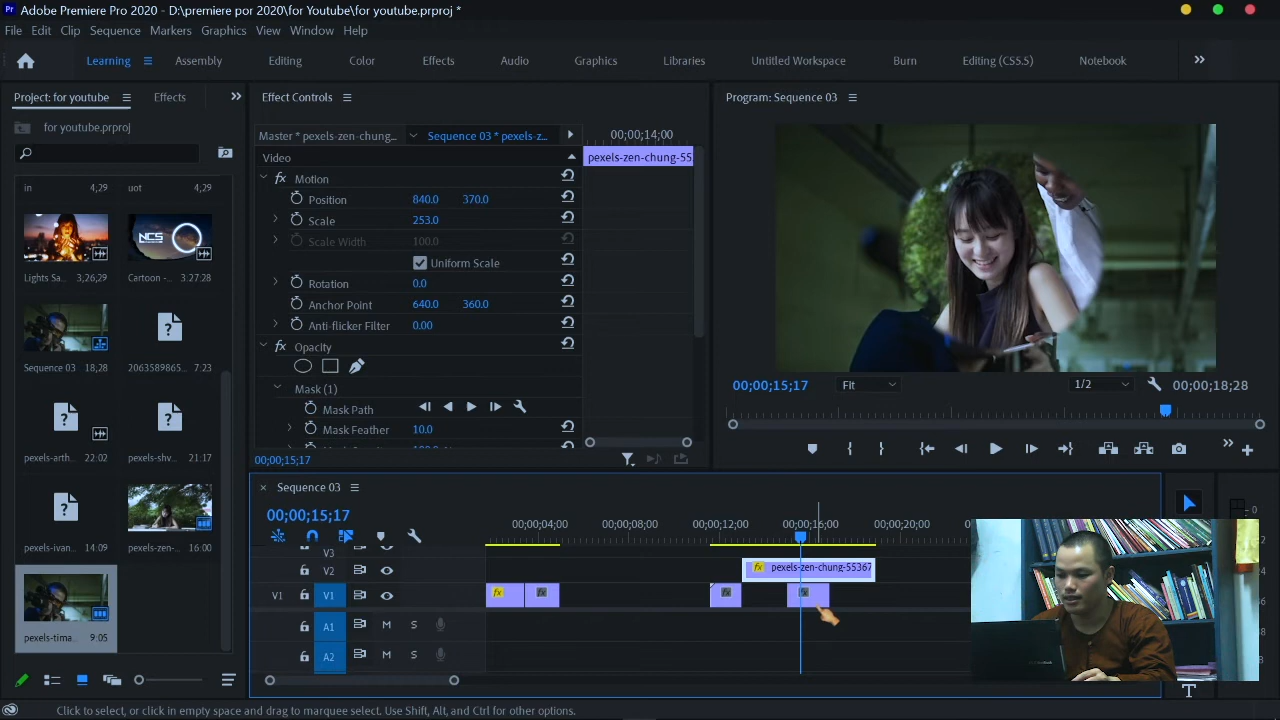 Adobe Premiere Pro 2020 - D:\premiere por 2020\for Youtube\for youtube.prproj *
File Edit Clip Sequence Markers Graphics View Window Help
Learning Assembly Editing Color Effects Audio Graphics Libraries Untitled Workspace Burn Editing (CS5.5) Notebook
Project: for youtube Effects
for youtube.prproj
in 4,29 uot 4,29
NCS
Lights Sa... 3,26,29 Cartoon -... 3:27:28
Sequence 03 18,28 2063589865... 7:23
pexels-arth... 22:02 pexels-shv... 21:17
pexels-ivan... 14:09 pexels-zen-... 16:00
pexels-tima... 9:05
Effect Controls
Master * pexels-zen-chung... Sequence 03 * pexels-z... 00;00;14;00
Video pexels-zen-chung-55
fx Motion
Position 840.0 370.0
Scale 253.0
Scale Width 100.0
Uniform Scale
Rotation 0.0
Anchor Point 640.0 360.0
Anti-flicker Filter 0.00
fx Opacity
Mask (1)
Mask Path
Mask Feather 10.0
00;00;15;17
Program: Sequence 03
00;00;15;17 Fit 1/2 00;00;18;28
Sequence 03
00;00;15;17
00;00;04;00 00;00;08;00 00;00;12;00 00;00;16;00 00;00;20;00
V3
V2 fx pexels-zen-chung-55367
V1 V1 fx fx fx fx
A1 M S
A2 M S
0
T
Click to select, or click in empty space and drag to marquee select. Use Shift, Alt, and Ctrl for other options.